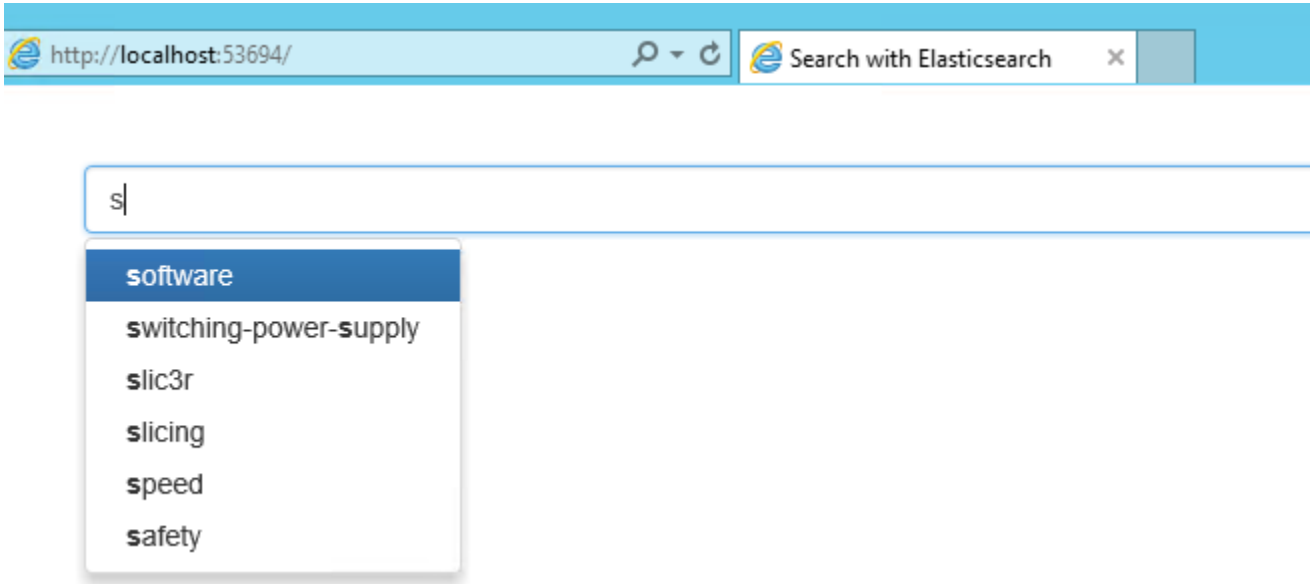 http://localhost:53694/
Search with Elasticsearch
s
software
switching-power-supply
slic3r
slicing
speed
safety